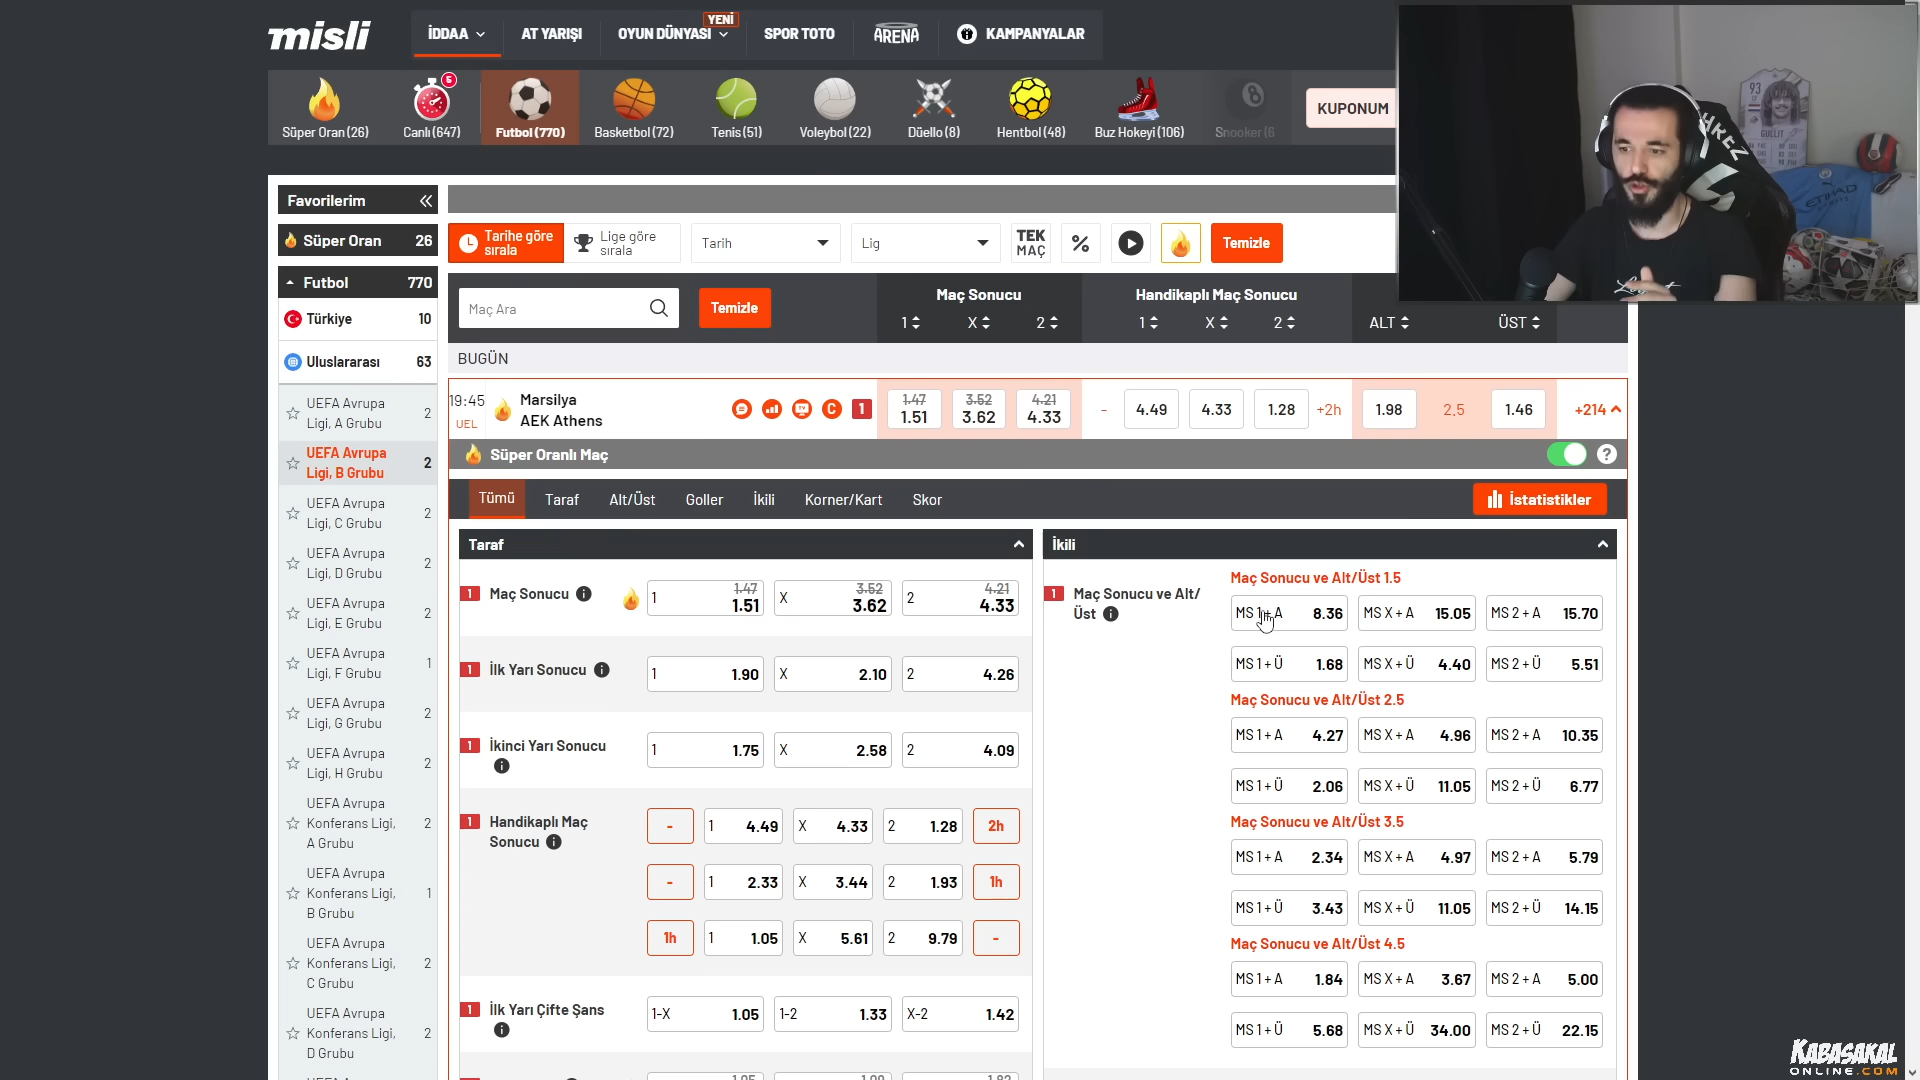 misli
İDDAA
AT YARIŞI
OYUN DÜNYASI
YENİ
SPOR TOTO
ARENA
KAMPANYALAR
Süper Oran (26)
5
Canlı (647)
Futbol (770)
Basketbol (72)
Tenis (51)
Voleybol (22)
Düello (8)
Hentbol (48)
Buz Hokeyi (106)
8
Snooker (6
KUPONUM
93
GULLIT
ETIHAD
Favorilerim
Süper Oran 26
Futbol 770
Türkiye 10
Uluslararası 63
UEFA Avrupa
Ligi, A Grubu 2
UEFA Avrupa
Ligi, B Grubu 2
UEFA Avrupa
Ligi, C Grubu 2
UEFA Avrupa
Ligi, D Grubu 2
UEFA Avrupa
Ligi, E Grubu 2
UEFA Avrupa
Ligi, F Grubu 1
UEFA Avrupa
Ligi, G Grubu 2
UEFA Avrupa
Ligi, H Grubu 2
UEFA Avrupa
Konferans Ligi,
A Grubu 2
UEFA Avrupa
Konferans Ligi,
B Grubu 1
UEFA Avrupa
Konferans Ligi,
C Grubu 2
UEFA Avrupa
Konferans Ligi,
D Grubu 2
Tarihe göre
sırala
Lige göre
sırala
Tarih
Lig
TEK
MAÇ
%
Temizle
Maç Ara
Temizle
Maç Sonucu
1 X 2
Handikaplı Maç Sonucu
1 X 2
ALT ÜST
BUGÜN
19:45
UEL
Marsilya
AEK Athens
C 1
1.47 3.52 4.21
1.51 3.62 4.33
- 4.49 4.33 1.28 +2h
1.98 2.5 1.46
+214
Süper Oranlı Maç
?
Tümü Taraf Alt/Üst Goller İkili Korner/Kart Skor
İstatistikler
Taraf
1 Maç Sonucu
1 1.47 1.51 X 3.52 3.62 2 4.21 4.33
1 İlk Yarı Sonucu
1 1.90 X 2.10 2 4.26
1 İkinci Yarı Sonucu
1 1.75 X 2.58 2 4.09
1 Handikaplı Maç
Sonucu
- 1 4.49 X 4.33 2 1.28 2h
- 1 2.33 X 3.44 2 1.93 1h
1h 1 1.05 X 5.61 2 9.79 -
1 İlk Yarı Çifte Şans
1-X 1.05 1-2 1.33 X-2 1.42
İkili
1 Maç Sonucu ve Alt/
Üst
Maç Sonucu ve Alt/Üst 1.5
MS 1 + A 8.36 MS X + A 15.05 MS 2 + A 15.70
MS 1 + Ü 1.68 MS X + Ü 4.40 MS 2 + Ü 5.51
Maç Sonucu ve Alt/Üst 2.5
MS 1 + A 4.27 MS X + A 4.96 MS 2 + A 10.35
MS 1 + Ü 2.06 MS X + Ü 11.05 MS 2 + Ü 6.77
Maç Sonucu ve Alt/Üst 3.5
MS 1 + A 2.34 MS X + A 4.97 MS 2 + A 5.79
MS 1 + Ü 3.43 MS X + Ü 11.05 MS 2 + Ü 14.15
Maç Sonucu ve Alt/Üst 4.5
MS 1 + A 1.84 MS X + A 3.67 MS 2 + A 5.00
MS 1 + Ü 5.68 MS X + Ü 34.00 MS 2 + Ü 22.15
KABASAKAL
ONLINE.COM